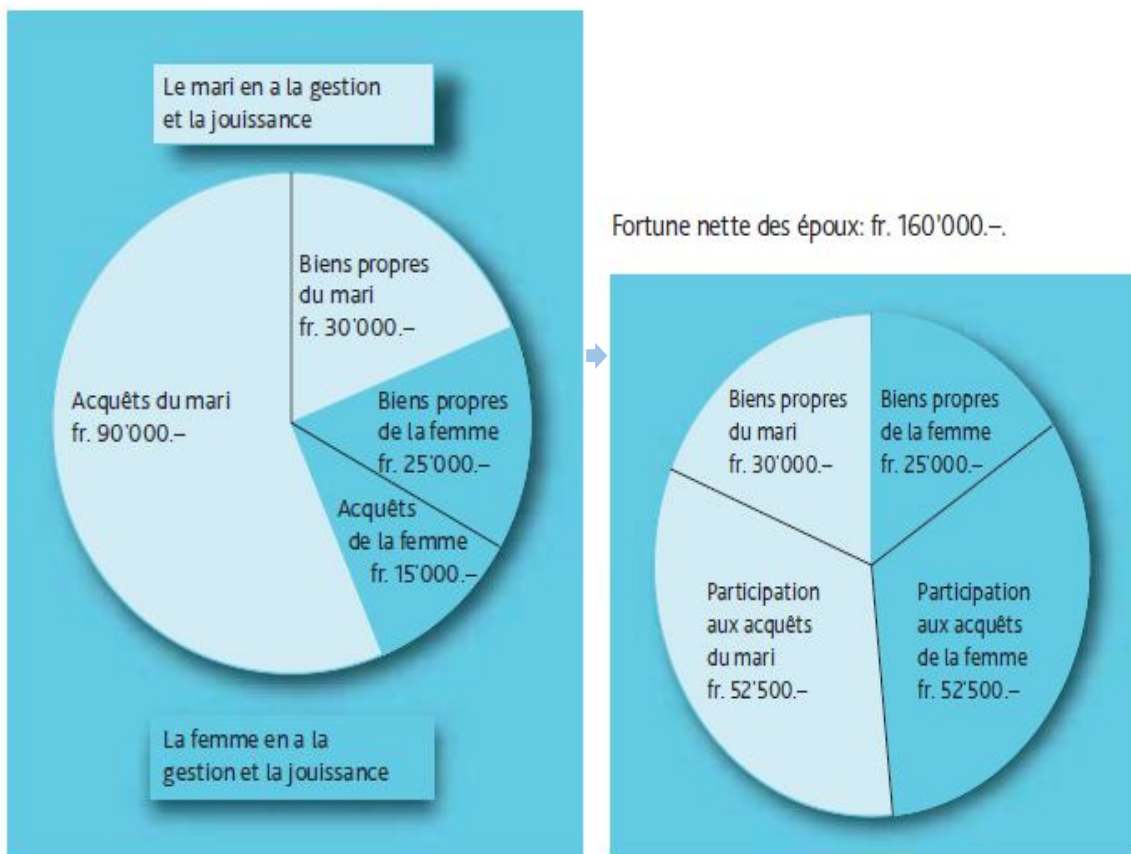 Le mari en a la gestion
et la jouissance
Biens propres
du mari
fr. 30'000.–
Acquêts du mari
fr. 90'000.–
Biens propres
de la femme
fr. 25'000.–
Acquêts
de la femme
fr. 15'000.–
La femme en a la
gestion et la jouissance
Fortune nette des époux: fr. 160'000.–.
Biens propres
du mari
fr. 30'000.–
Biens propres
de la femme
fr. 25'000.–
Participation
aux acquêts
du mari
fr. 52'500.–
Participation
aux acquêts
de la femme
fr. 52'500.–